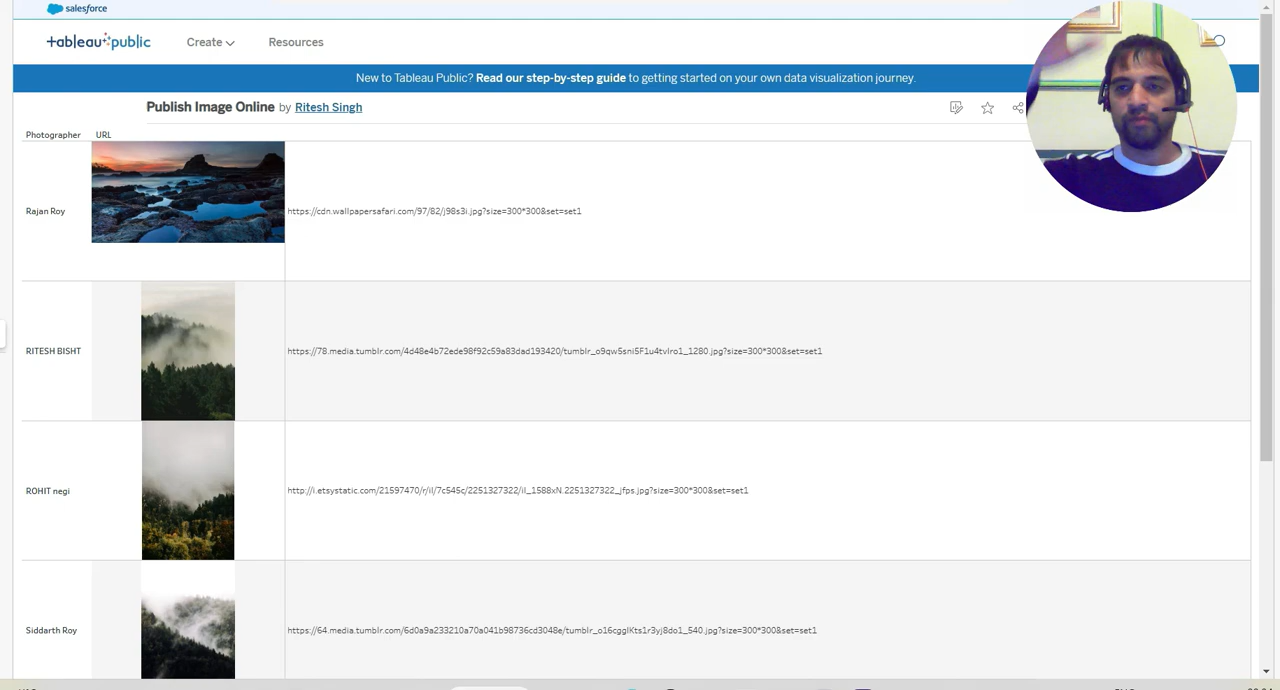 salesforce
tableau public Create Resources
New to Tableau Public? Read our step-by-step guide to getting started on your own data visualization journey.
Publish Image Online by Ritesh Singh
Photographer URL
Rajan Roy https://cdn.wallpapersafari.com/97/82/j98s3i.jpg?size=300*300&set=set1
RITESH BISHT https://78.media.tumblr.com/4d48e4b72ede98f92c59a83dad193420/tumblr_o9qw5sni5F1u4tvlro1_1280.jpg?size=300*300&set=set1
ROHIT negi http://i.etsystatic.com/21597470/r/il/7c545c/2251327322/il_1588xN.2251327322_jfps.jpg?size=300*300&set=set1
Siddarth Roy https://64.media.tumblr.com/6d0a9a233210a70a041b98736cd3048e/tumblr_o16cgglKts1r3yj8do1_540.jpg?size=300*300&set=set1